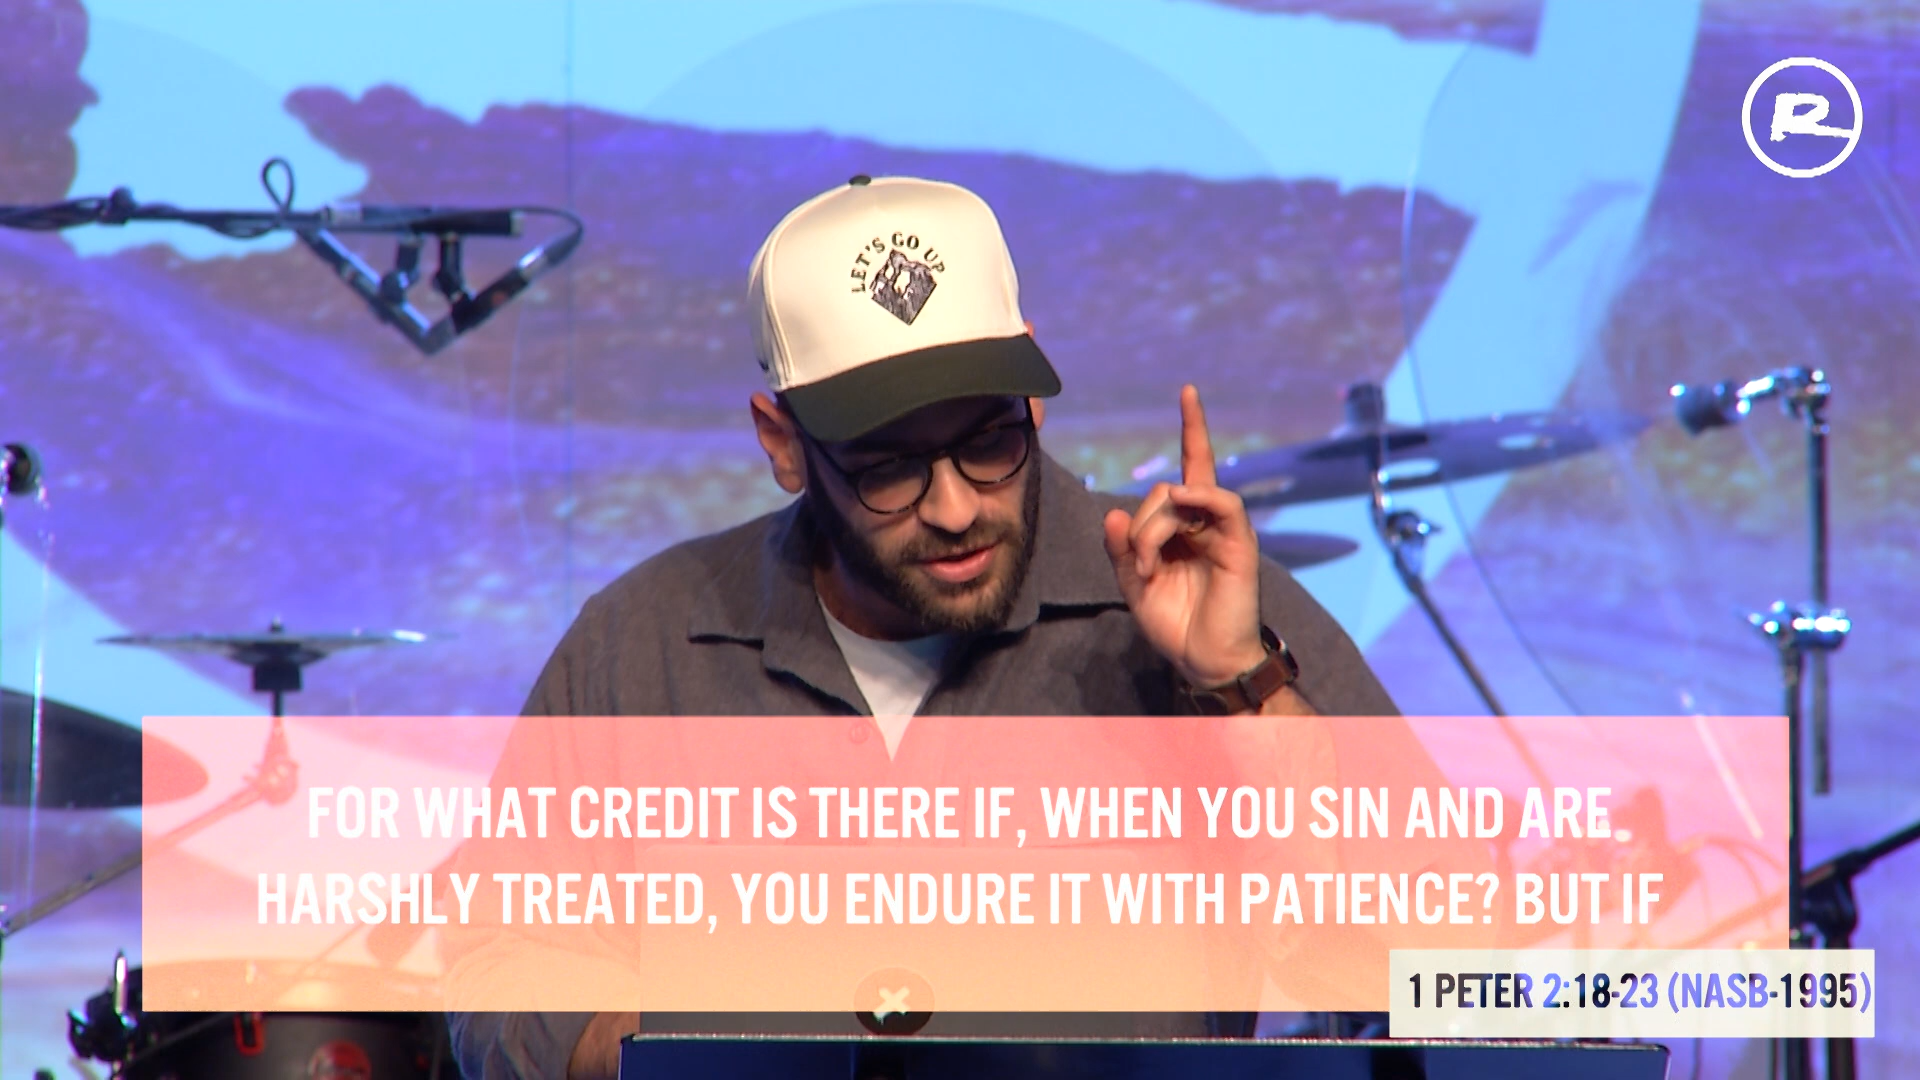 LET'S GO UP
R
FOR WHAT CREDIT IS THERE IF, WHEN YOU SIN AND ARE
HARSHLY TREATED, YOU ENDURE IT WITH PATIENCE? BUT IF
1 PETER 2:18-23 (NASB-1995)